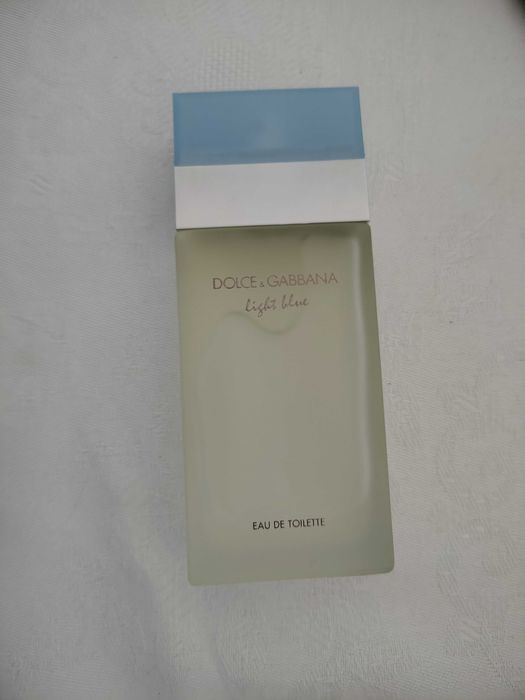 DOLCE & GABBANA
light blue
EAU DE TOILETTE